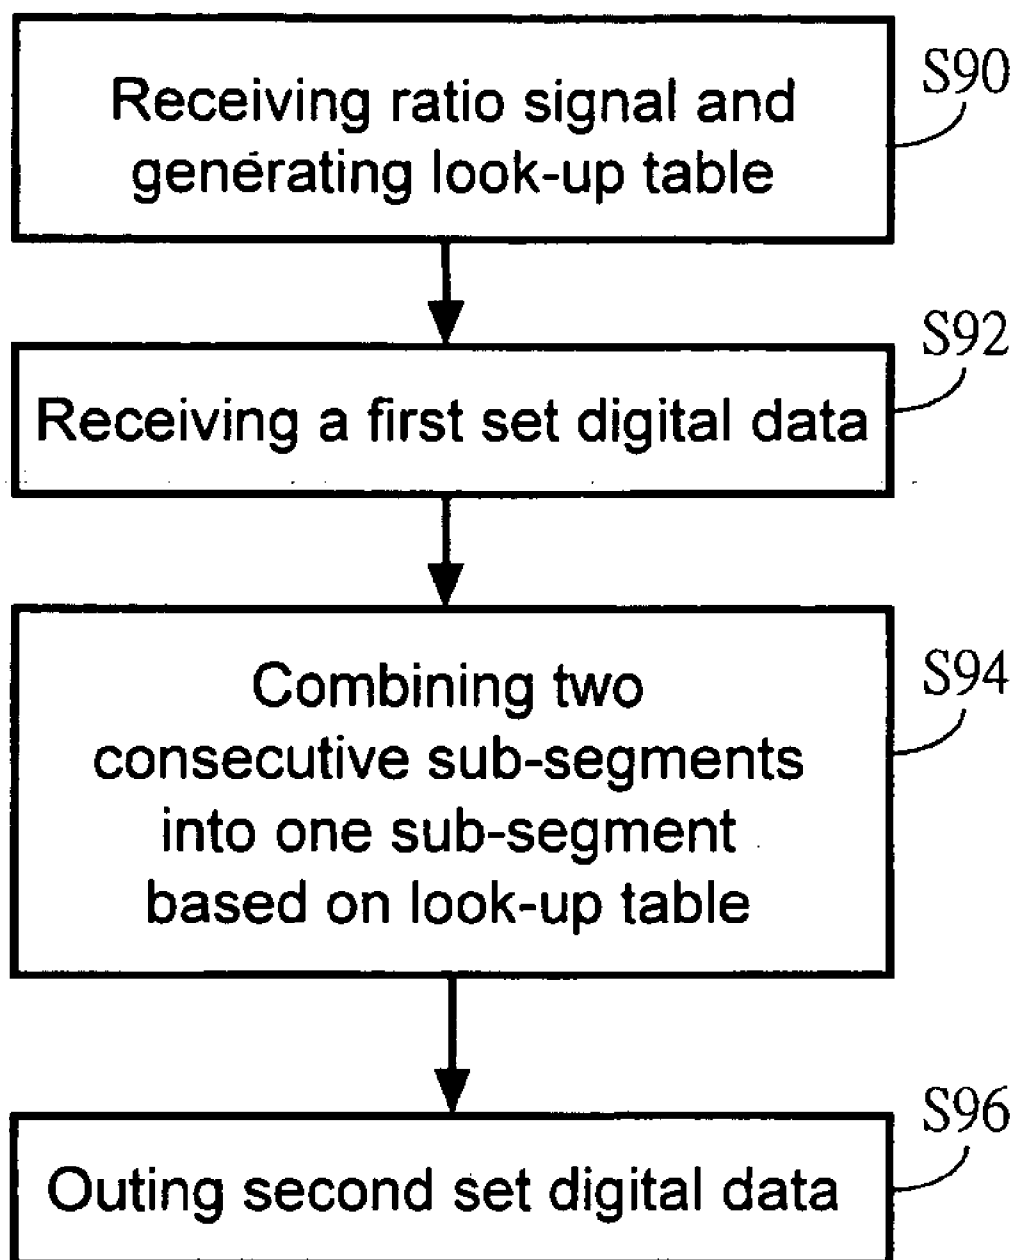 S90
Receiving ratio signal and
generating look-up table
S92
Receiving a first set digital data
S94
Combining two
consecutive sub-segments
into one sub-segment
based on look-up table
S96
Outing second set digital data